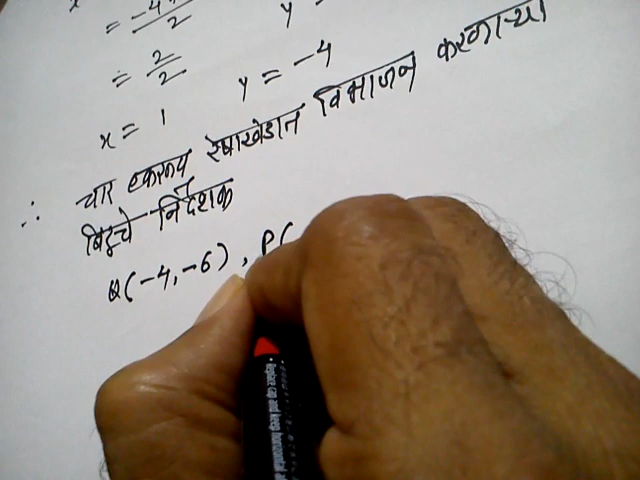 x
= -4+ / 2 y =
= 2/2
x = 1 y = -4
∴ चार एकरूप रेषाखंडात विभाजन करणाऱ्या
बिंदूचे निर्देशक
Q(-4,-6), P(